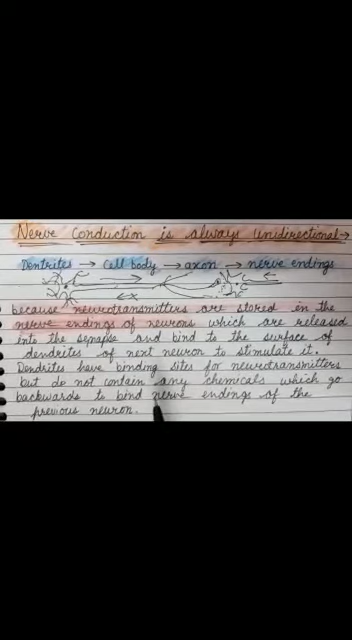 Nerve Conduction is always unidirectional→
Dentrites → Cell body → axon → nerve endings
because neurotransmitters are stored in the
nerve endings of neurons which are released
into the synapse and bind to the surface of
dendrites of next neuron to stimulate it.
Dendrites have binding sites for neurotransmitters
but do not contain any chemicals which go
backwards to bind nerve endings of the
previous neuron.